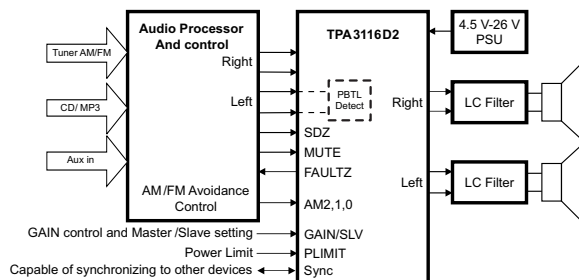 Audio Processor
And control
TPA3116D2
4.5 V-26 V
PSU
Tuner AM/FM
Right
CD/ MP3
Left
PBTL
Detect
Right
LC Filter
SDZ
Aux in
MUTE
FAULTZ
AM/FM Avoidance
Control
AM2,1,0
Left
LC Filter
GAIN control and Master /Slave setting
GAIN/SLV
Power Limit
PLIMIT
Capable of synchronizing to other devices
Sync